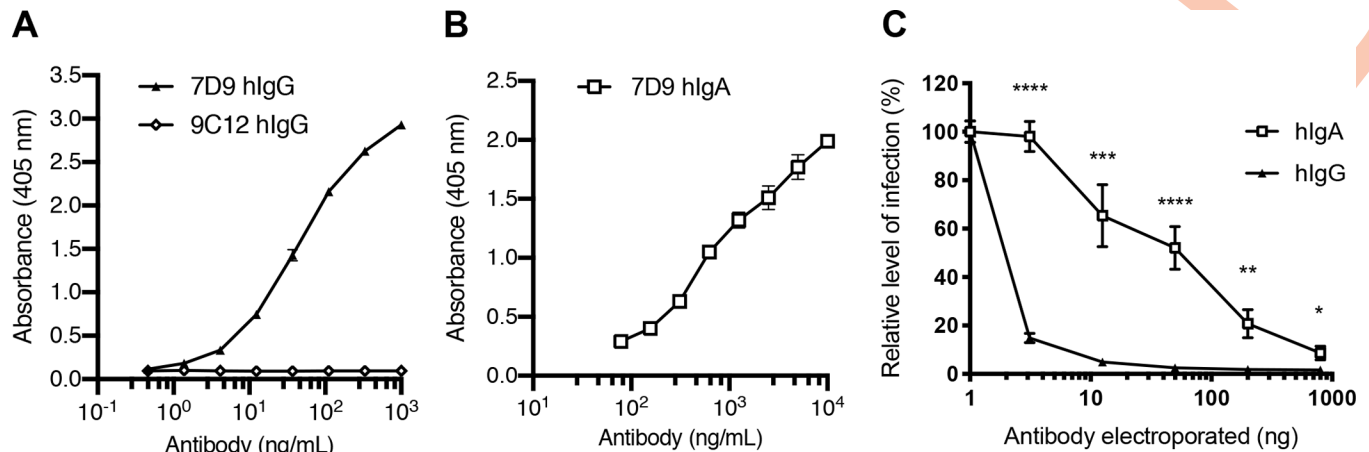 A
B
C
3.5
3.0
2.5
2.0
1.5
1.0
0.5
0.0
Absorbance (405 nm)
7D9 hIgG
9C12 hIgG
10-1
100
101
102
103
Antibody (ng/mL)
2.5
2.0
1.5
1.0
0.5
0.0
Absorbance (405 nm)
7D9 hIgA
101
102
103
104
Antibody (ng/mL)
120
100
80
60
40
20
0
Relative level of infection (%)
****
***
****
**
*
hIgA
hIgG
1
10
100
1000
Antibody electroporated (ng)